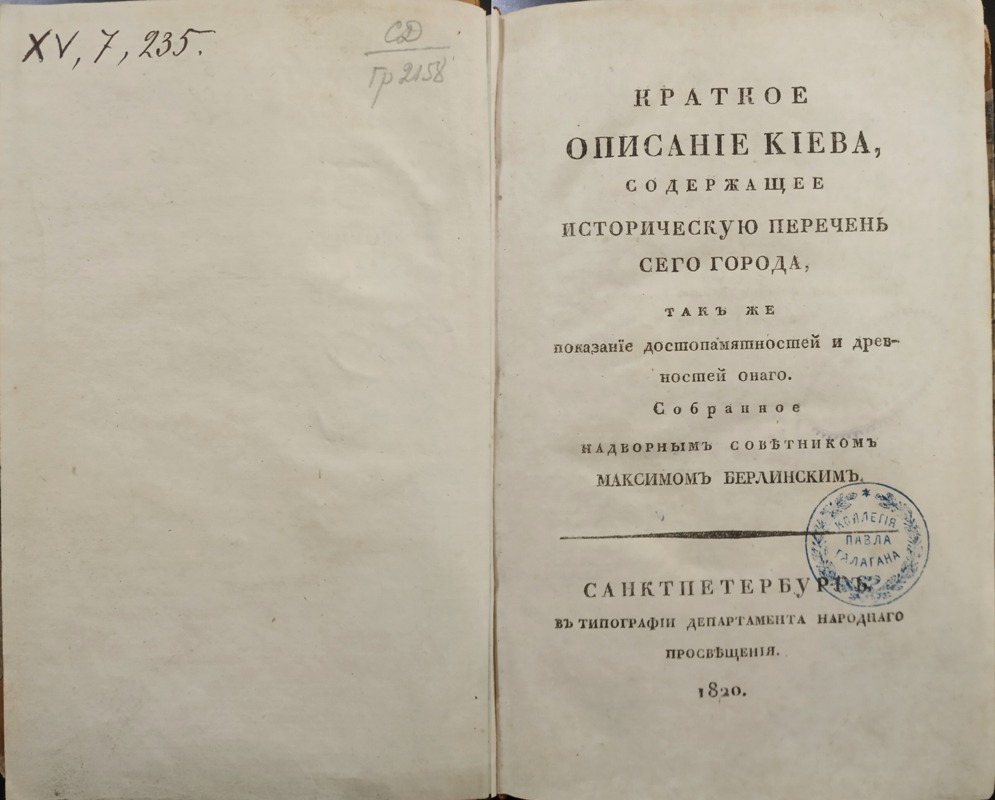 XV, 7, 235.
СД
Гр 2158
КРАТКОЕ
ОПИСАНІЕ КІЕВА,
СОДЕРЖАЩЕЕ
ИСТОРИЧЕСКУЮ ПЕРЕЧЕНЬ
СЕГО ГОРОДА,
ТАКЪ ЖЕ
показанїе достопамятностей и древ-
ностей онаго.
Собранное
НАДВОРНЫМЪ СОВѢТНИКОМЪ
МАКСИМОМЪ БЕРЛИНСКИМЪ.
КОЛЛЕГІЯ
ПАВЛА
ГАЛАГАНА
САНКТПЕТЕРБУРГЪ.
ВЪ ТИПОГРАФІИ ДЕПАРТАМЕНТА НАРОДНАГО
ПРОСВѢЩЕНІЯ.
1820.